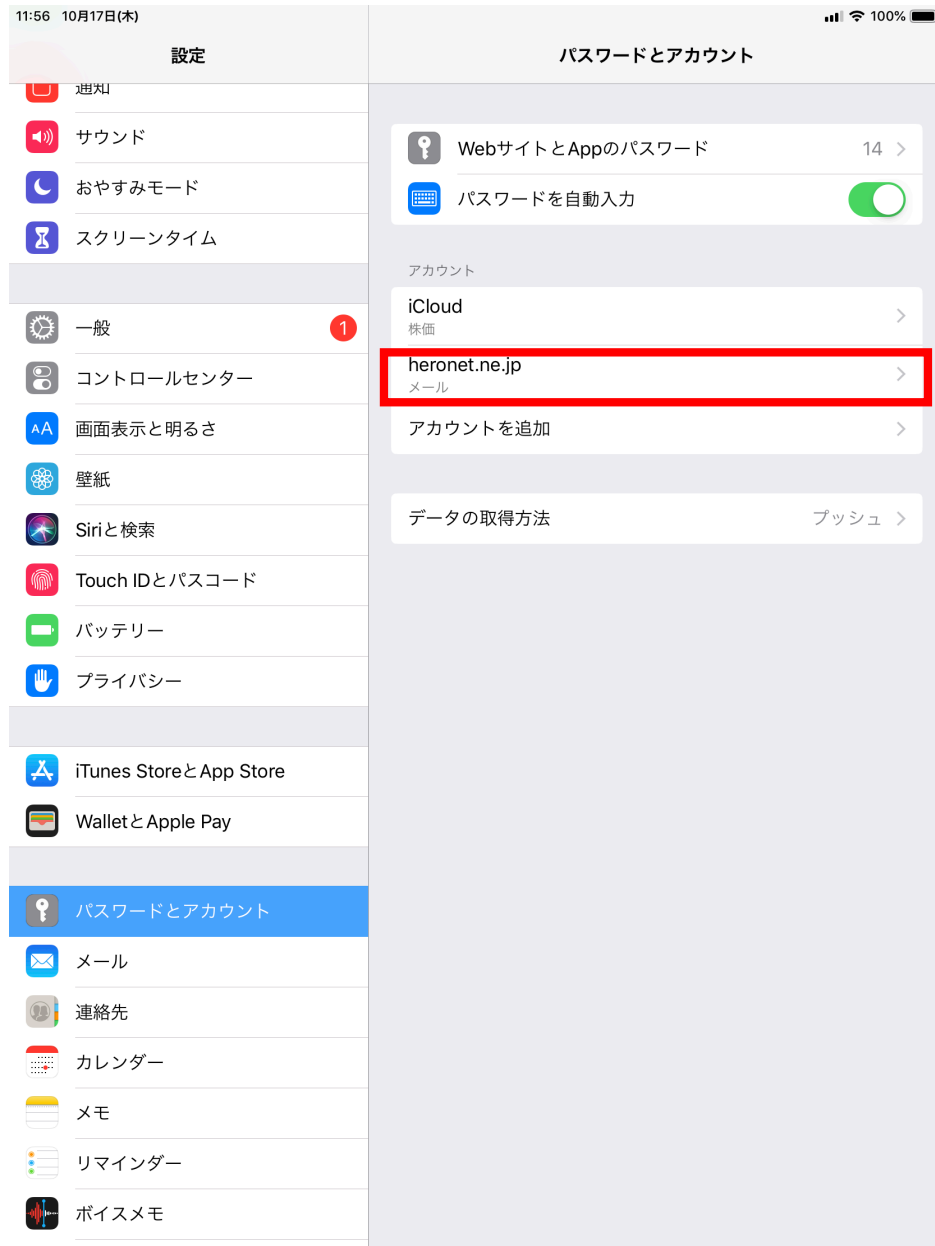 11:56 10月17日(木)
100%
設定
通知
サウンド
おやすみモード
スクリーンタイム
一般
1
コントロールセンター
AA
画面表示と明るさ
壁紙
Siriと検索
Touch IDとパスコード
バッテリー
プライバシー
iTunes StoreとApp Store
WalletとApple Pay
パスワードとアカウント
メール
連絡先
カレンダー
メモ
リマインダー
ボイスメモ
パスワードとアカウント
WebサイトとAppのパスワード 14
パスワードを自動入力
アカウント
iCloud
株価
heronet.ne.jp
メール
アカウントを追加
データの取得方法 プッシュ